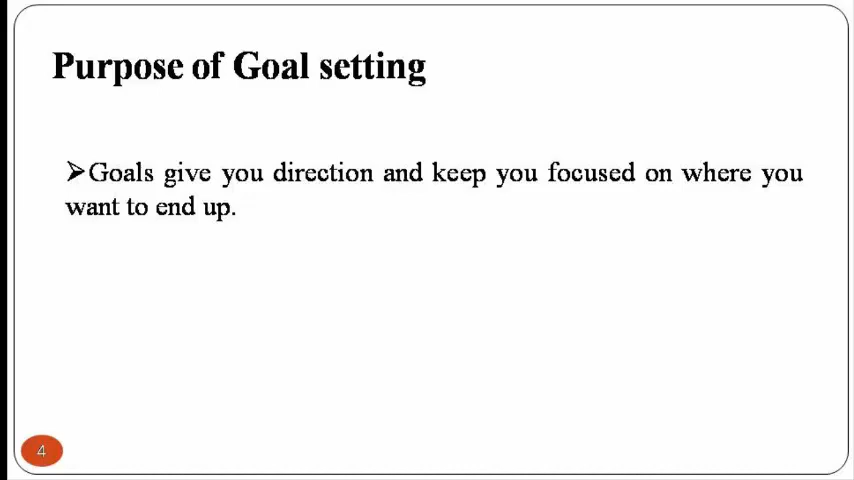 Purpose of Goal setting
➢Goals give you direction and keep you focused on where you
want to end up.
4